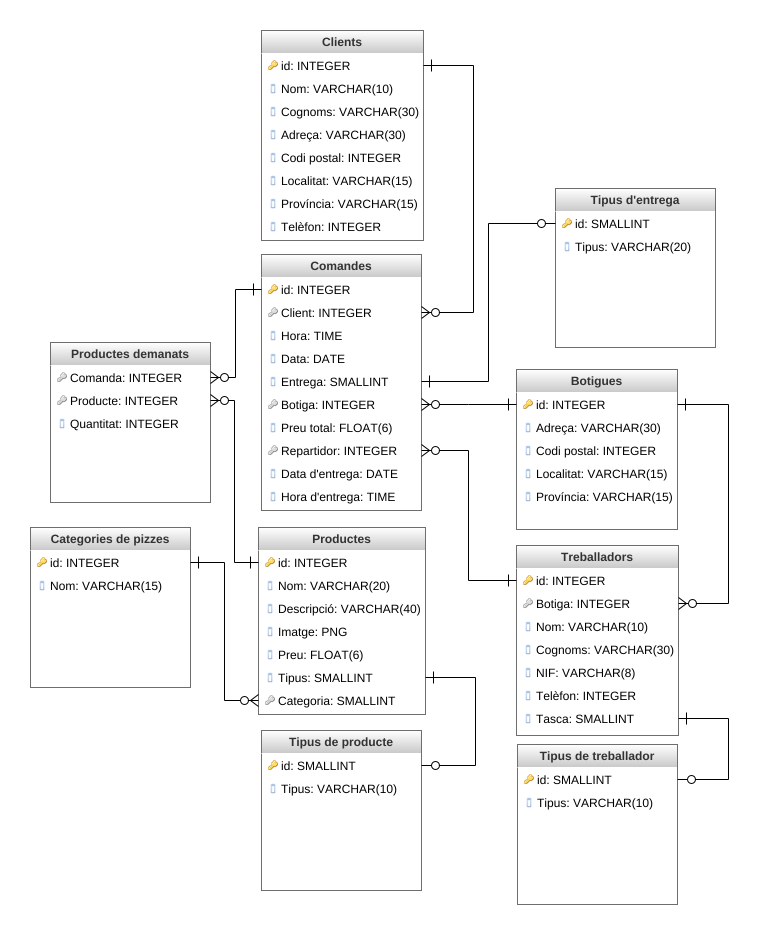 Clients
id: INTEGER
Nom: VARCHAR(10)
Cognoms: VARCHAR(30)
Adreça: VARCHAR(30)
Codi postal: INTEGER
Localitat: VARCHAR(15)
Província: VARCHAR(15)
Telèfon: INTEGER
Tipus d'entrega
id: SMALLINT
Tipus: VARCHAR(20)
Comandes
id: INTEGER
Client: INTEGER
Hora: TIME
Data: DATE
Entrega: SMALLINT
Botiga: INTEGER
Preu total: FLOAT(6)
Repartidor: INTEGER
Data d'entrega: DATE
Hora d'entrega: TIME
Productes demanats
Comanda: INTEGER
Producte: INTEGER
Quantitat: INTEGER
Botigues
id: INTEGER
Adreça: VARCHAR(30)
Codi postal: INTEGER
Localitat: VARCHAR(15)
Província: VARCHAR(15)
Categories de pizzes
id: INTEGER
Nom: VARCHAR(15)
Productes
id: INTEGER
Nom: VARCHAR(20)
Descripció: VARCHAR(40)
Imatge: PNG
Preu: FLOAT(6)
Tipus: SMALLINT
Categoria: SMALLINT
Treballadors
id: INTEGER
Botiga: INTEGER
Nom: VARCHAR(10)
Cognoms: VARCHAR(30)
NIF: VARCHAR(8)
Telèfon: INTEGER
Tasca: SMALLINT
Tipus de producte
id: SMALLINT
Tipus: VARCHAR(10)
Tipus de treballador
id: SMALLINT
Tipus: VARCHAR(10)